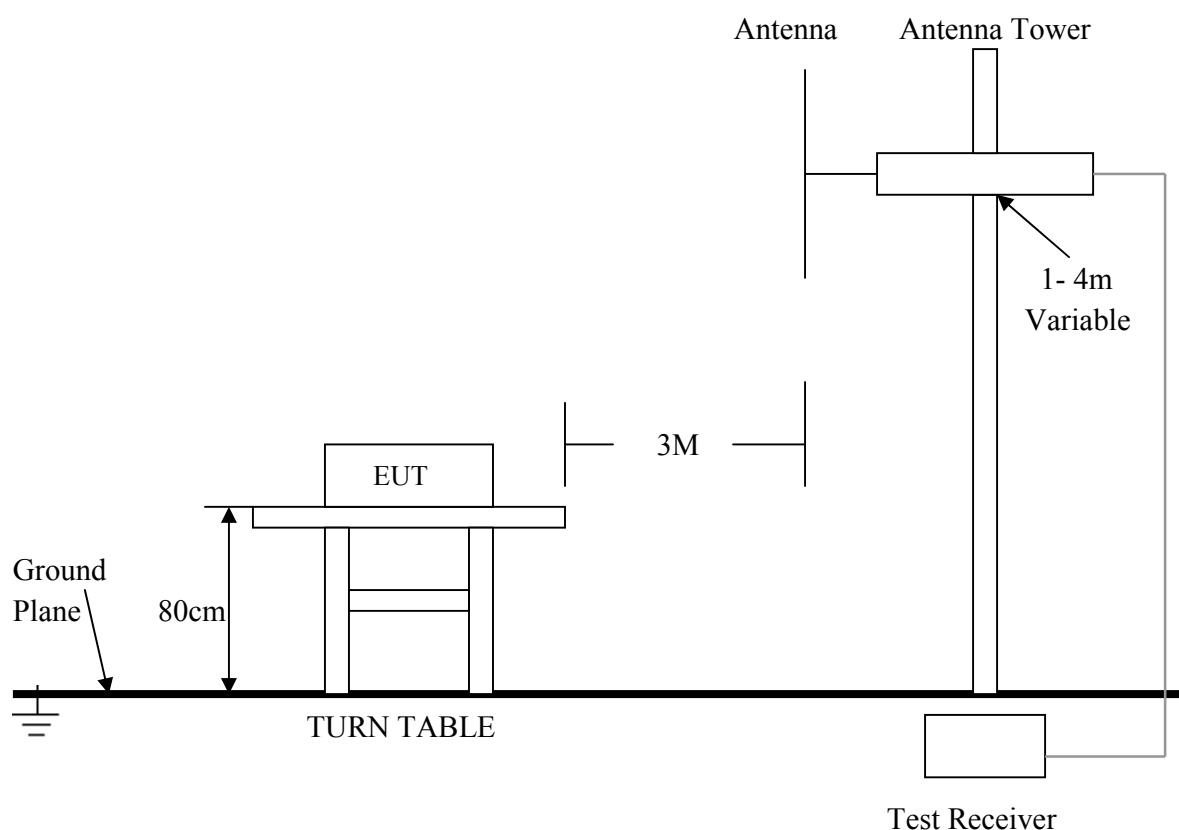 Antenna
Antenna Tower
1- 4m
Variable
3M
EUT
Ground
Plane
80cm
TURN TABLE
Test Receiver